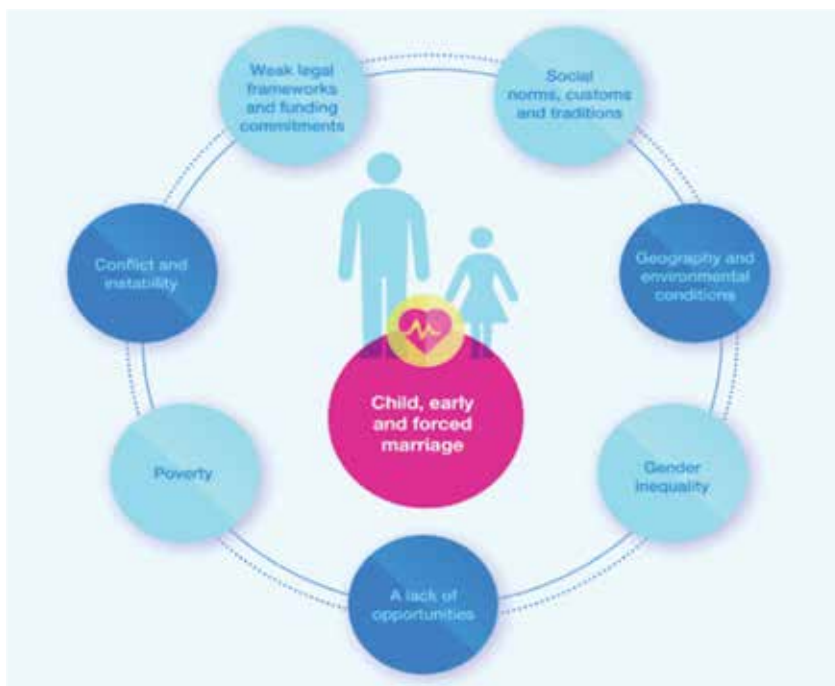 Weak legal
frameworks
and funding
commitments
Social
norms, customs
and traditions
Conflict and
instability
Geography and
environmental
conditions
Child, early
and forced
marriage
Poverty
Gender
inequality
A lack of
opportunities